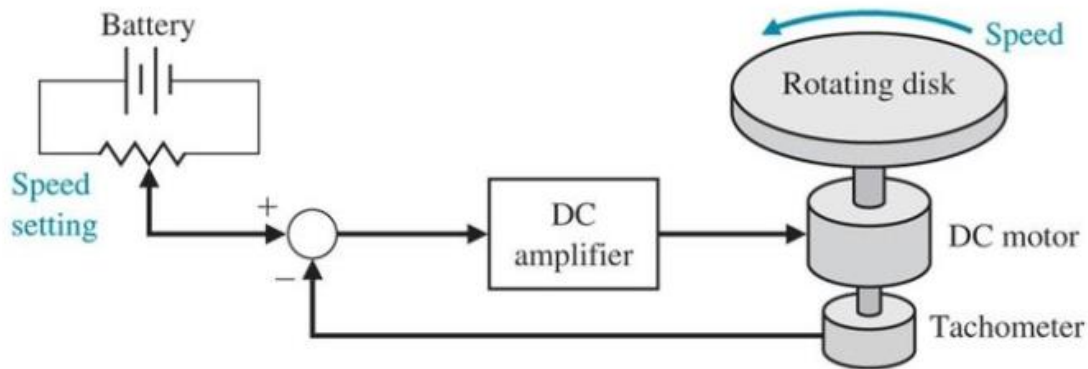 Battery
Speed
Rotating disk
Speed
setting
+
DC
amplifier
DC motor
−
Tachometer